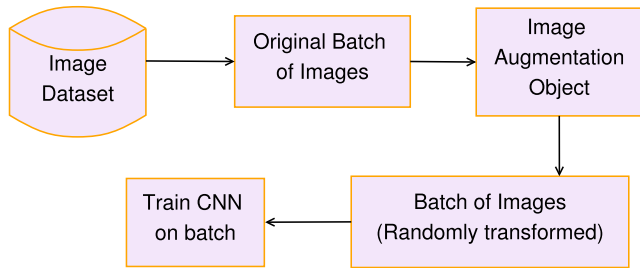 Image
Dataset
Original Batch
of Images
Image
Augmentation
Object
Batch of Images
(Randomly transformed)
Train CNN
on batch